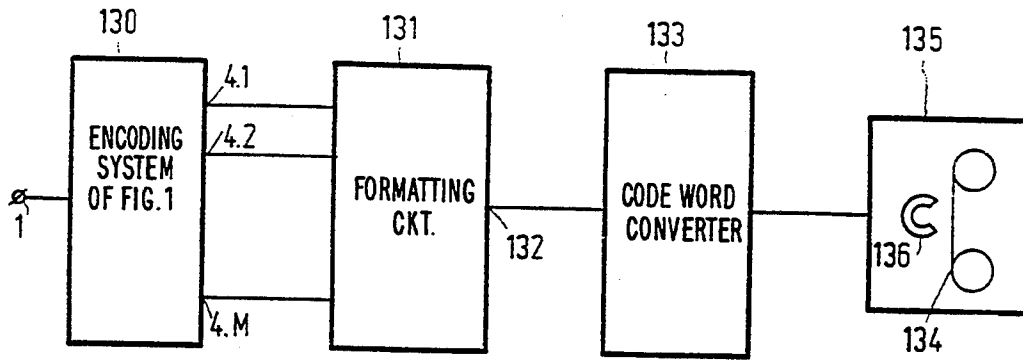 130
131
133
135
4.1
4.2
ENCODING
SYSTEM
OF FIG.1
1
FORMATTING
CKT.
132
CODE WORD
CONVERTER
136
4.M
134